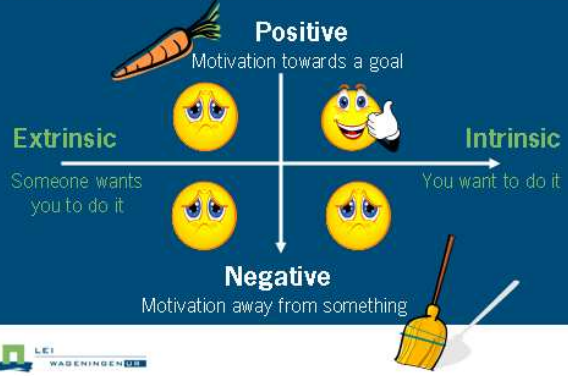 Positive
Motivation towards a goal
Extrinsic
Intrinsic
Someone wants
you to do it
You want to do it
Negative
Motivation away from something
LEI
WAGENINGEN UR